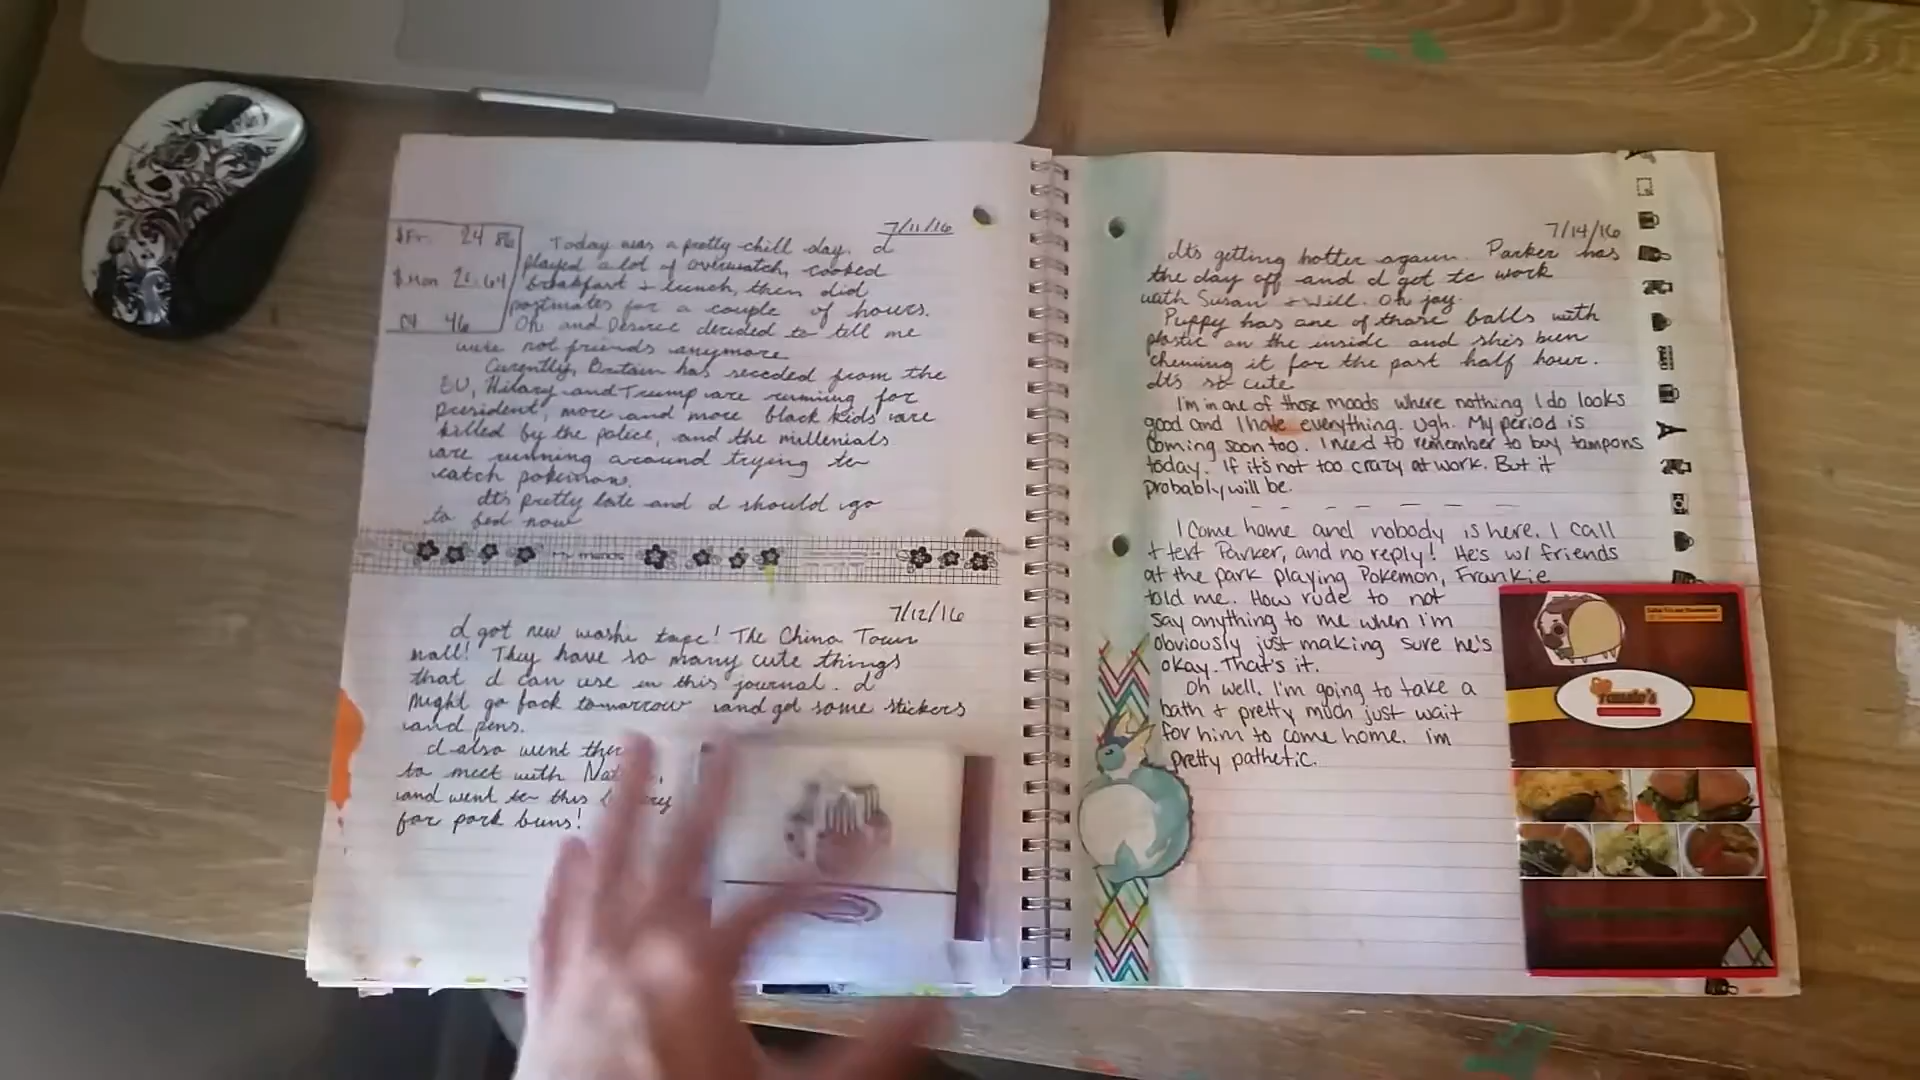 7/11/16
$Fri. 24
$Mon
46
Today was a pretty chill day. I
played a lot of overwatch, cooked
breakfast + lunch, then did
postmates for a couple of hours.
Oh and Desiree decided to tell me
were not friends anymore
Curently, Britain has seceded from the
EU, Hilary and Trump are running for
president, more and more black kids are
killed by the police, and the millenials
are running around trying to
catch pokemon.
It's pretty late and I should go
to bed now
My friends
7/12/16
I got new washi tape! The China Town
mall! They have so many cute things
that I can use in this journal. I
might go back tomorrow and get some stickers
and pens.
I also went
to meet with
and went to this
for pork buns!
7/14/16
It's getting hotter again. Parker has
the day off and I get to work
with Susan + Will. Oh joy.
Puppy has one of those balls with
plastic on the inside and she's been
chewing it for the past half hour.
It's so cute
I'm in one of those moods where nothing I do looks
good and I hate everything. Ugh. My period is
coming soon too. I need to remember to buy tampons
today. If it's not too crazy at work. But it
probably will be.
I come home and nobody is here. I call
+ text Parker, and no reply! He's w/ friends
at the park playing Pokemon, Frankie
told me. How rude to not
say anything to me when i'm
obviously just making sure he's
okay. That's it.
Oh well. I'm going to take a
bath + pretty much just wait
for him to come home. im
pretty pathetic.